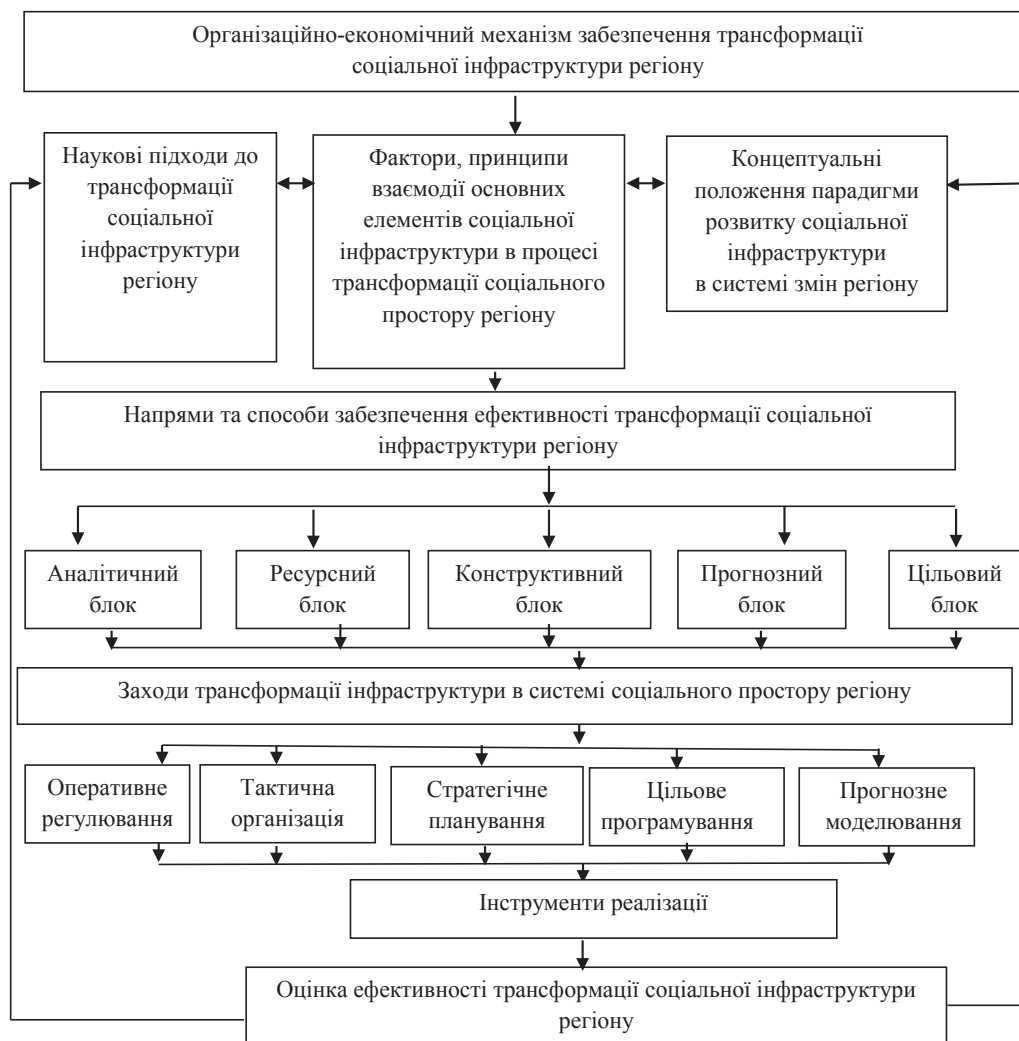 Організаційно-економічний механізм забезпечення трансформації
соціальної інфраструктури регіону
Наукові підходи до
трансформації
соціальної
інфраструктури
регіону
Фактори, принципи
взаємодії основних
елементів соціальної
інфраструктури в процесі
трансформації соціального
простору регіону
Концептуальні
положення парадигми
розвитку соціальної
інфраструктури
в системі змін регіону
Напрями та способи забезпечення ефективності трансформації соціальної
інфраструктури регіону
Аналітичний
блок
Ресурсний
блок
Конструктивний
блок
Прогнозний
блок
Цільовий
блок
Заходи трансформації інфраструктури в системі соціального простору регіону
Оперативне
регулювання
Тактична
організація
Стратегічне
планування
Цільове
програмування
Прогнозне
моделювання
Інструменти реалізації
Оцінка ефективності трансформації соціальної інфраструктури
регіону